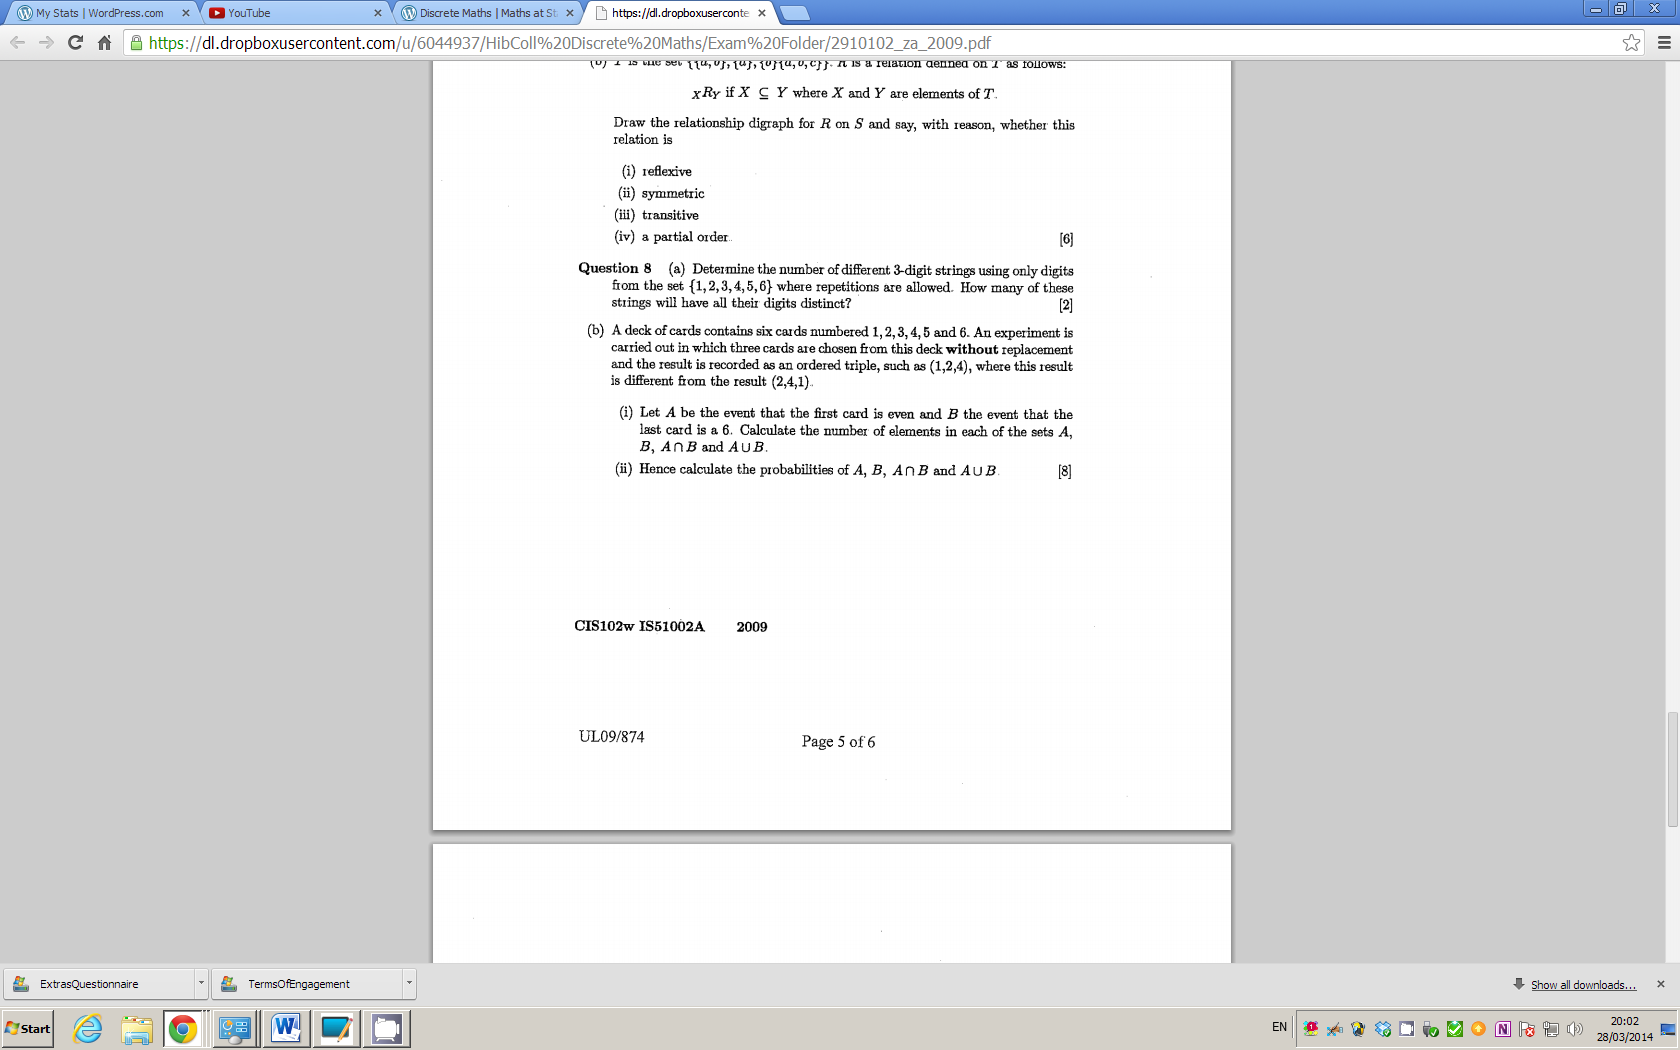 My Stats | WordPress.com
YouTube
Discrete Maths | Maths at St
https://dl.dropboxuserconte
https://dl.dropboxusercontent.com/u/6044937/HibColl%20Discrete%20Maths/Exam%20Folder/2910102_za_2009.pdf
(b) T is the set {{a, b}, {a}, {b}{a, b, c}}. R is a relation defined on T as follows:
XRY if X ⊆ Y where X and Y are elements of T.
Draw the relationship digraph for R on S and say, with reason, whether this
relation is
(i) reflexive
(ii) symmetric
(iii) transitive
(iv) a partial order. [6]
Question 8 (a) Determine the number of different 3-digit strings using only digits
from the set {1, 2, 3, 4, 5, 6} where repetitions are allowed. How many of these
strings will have all their digits distinct? [2]
(b) A deck of cards contains six cards numbered 1, 2, 3, 4, 5 and 6. An experiment is
carried out in which three cards are chosen from this deck without replacement
and the result is recorded as an ordered triple, such as (1,2,4), where this result
is different from the result (2,4,1).
(i) Let A be the event that the first card is even and B the event that the
last card is a 6. Calculate the number of elements in each of the sets A,
B, A ∩ B and A ∪ B.
(ii) Hence calculate the probabilities of A, B, A ∩ B and A ∪ B. [8]
CIS102w IS51002A 2009
UL09/874
Page 5 of 6
ExtrasQuestionnaire
TermsOfEngagement
Show all downloads...
Start
EN
20:02
28/03/2014